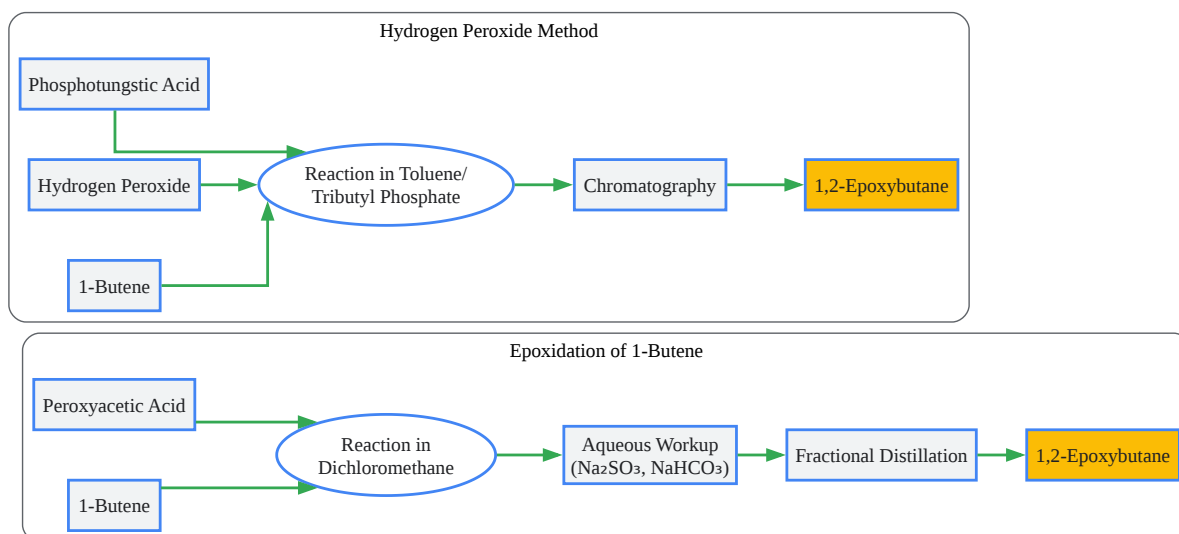 Hydrogen Peroxide Method
Phosphotungstic Acid
Hydrogen Peroxide
1-Butene
Reaction in Toluene/
Tributyl Phosphate
Chromatography
1,2-Epoxybutane
Epoxidation of 1-Butene
Peroxyacetic Acid
1-Butene
Reaction in
Dichloromethane
Aqueous Workup
(Na₂SO₃, NaHCO₃)
Fractional Distillation
1,2-Epoxybutane